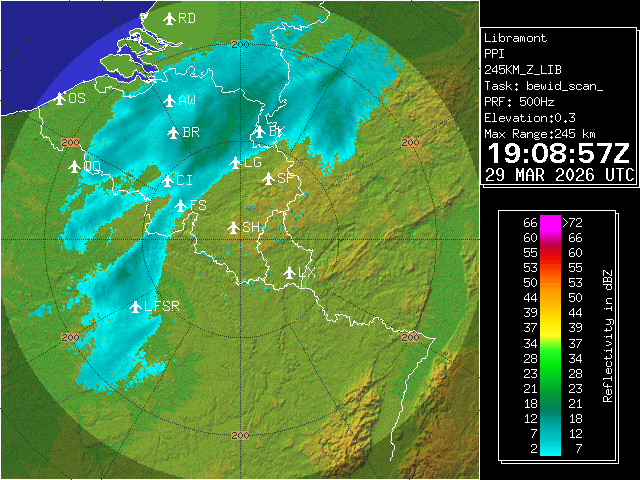 Libramont
PPI
245KM_Z_LIB
Task: bewid_scan_
PRF: 500Hz
Elevation:0.3
Max Range:245 km
19:08:57Z
29 MAR 2026 UTC
RD
200
OS
AW
BR
BK
200
200
LG
CI
SP
FS
SH
LX
LFSR
200
200
200
66 >72
60 66
55 60
53 55
50 53
44 50
39 44
37 39
34 37
28 34
23 28
21 23
18 21
12 18
7 12
2 7
Reflectivity in dBZ